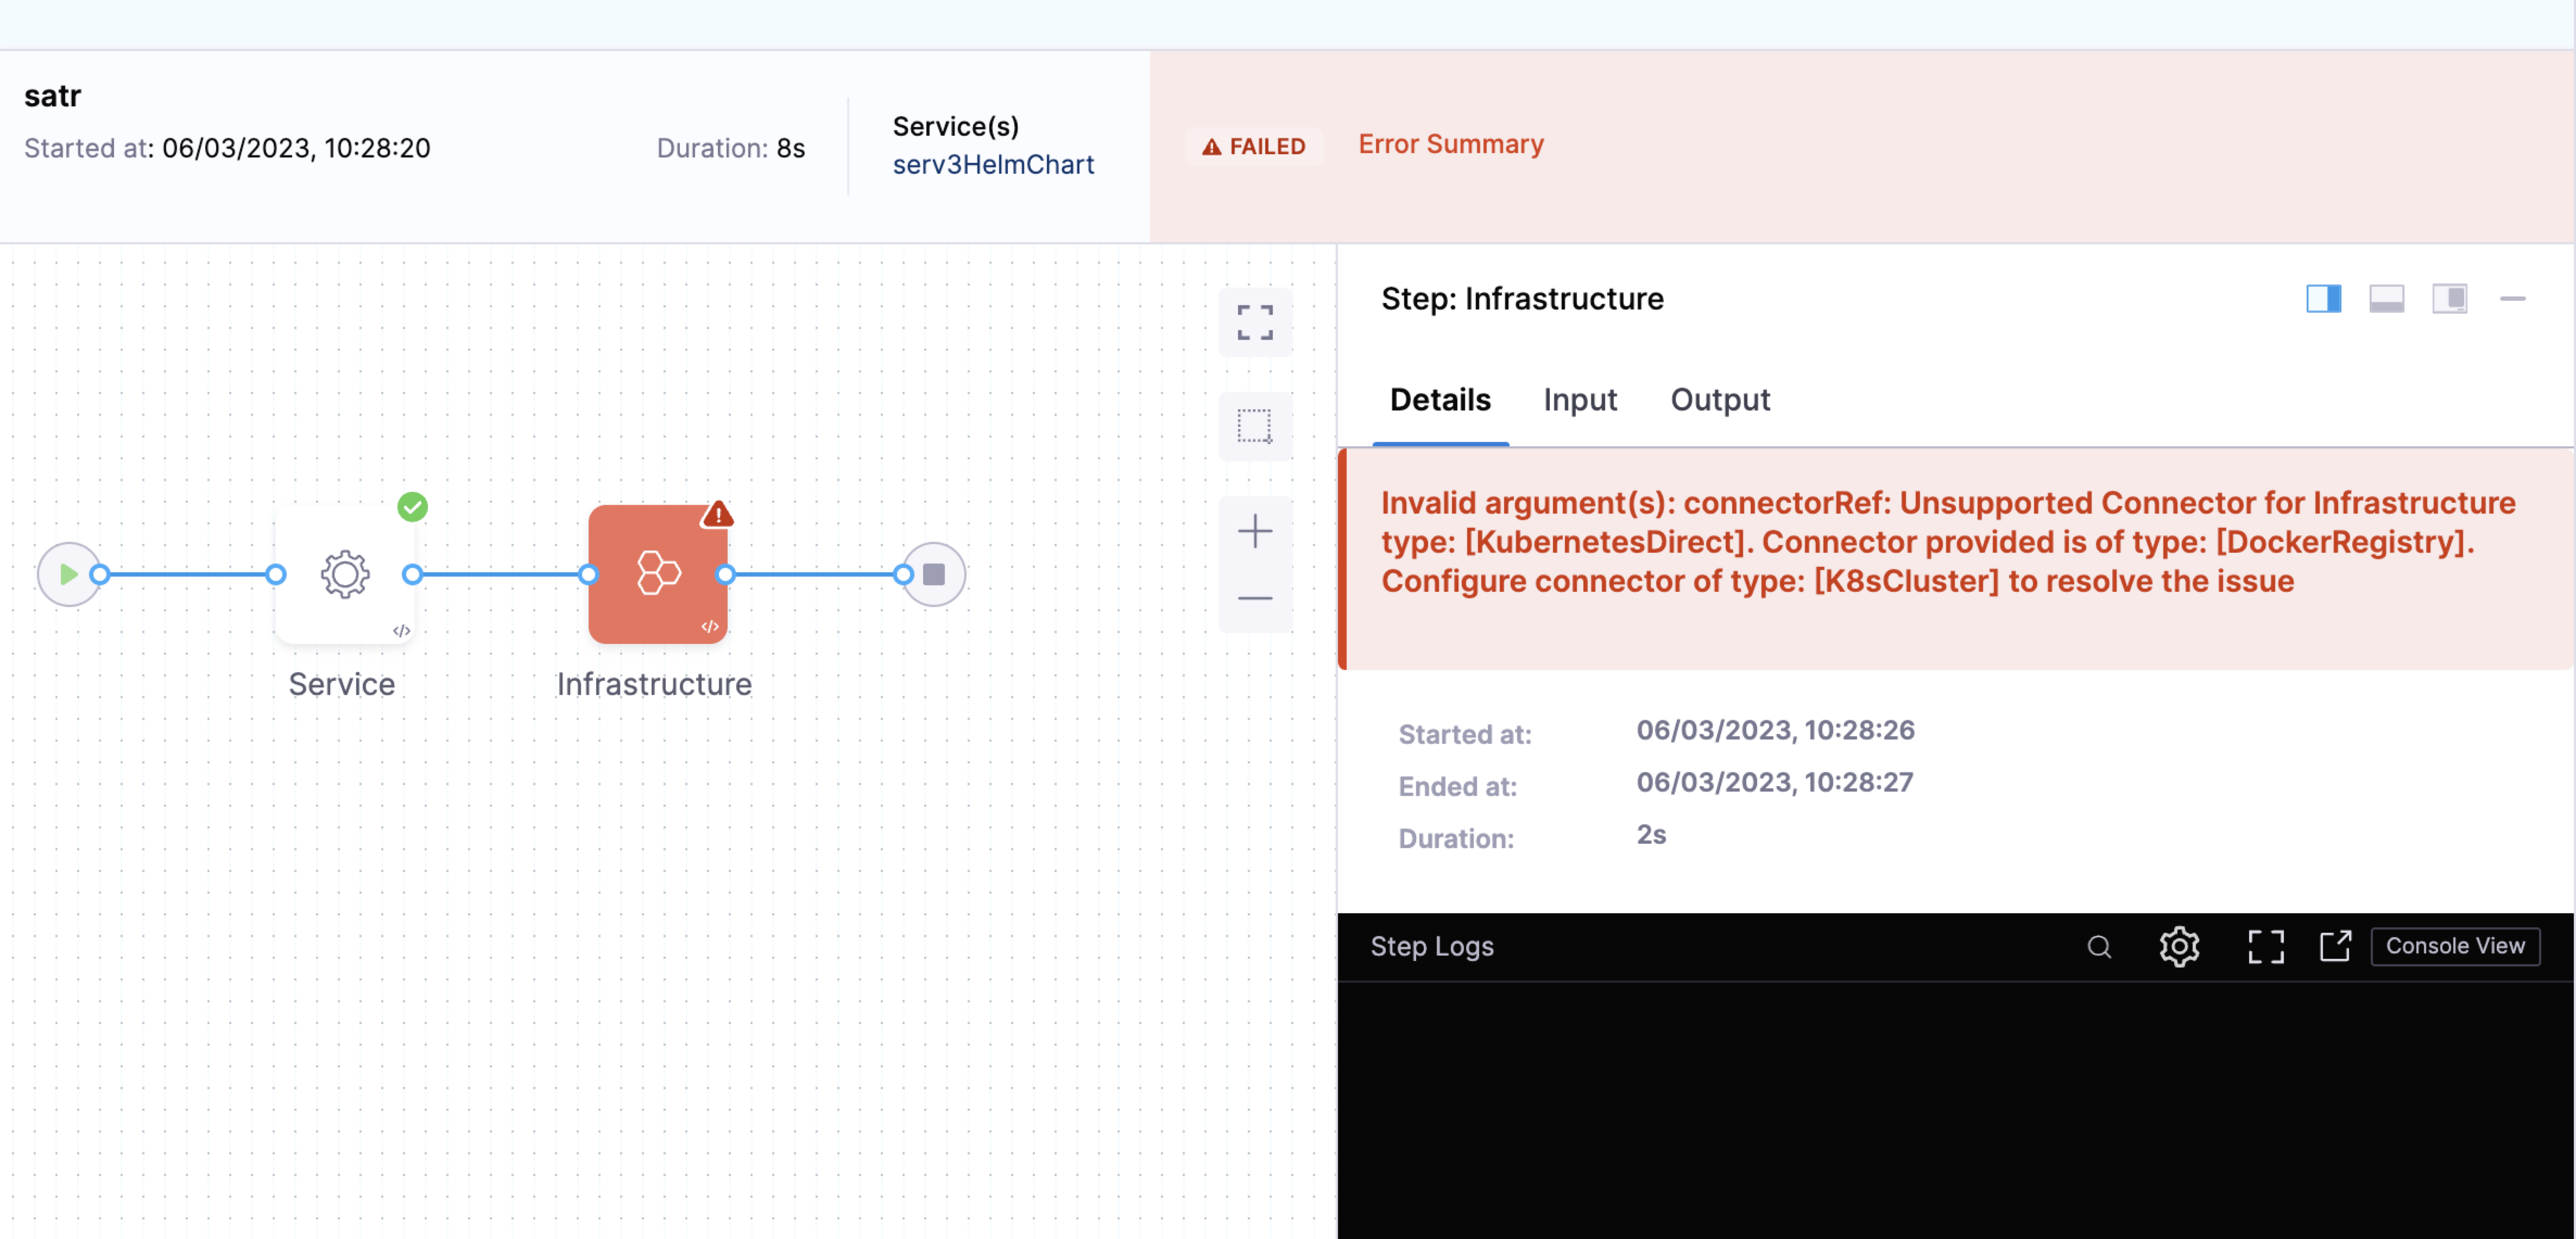 satr
Started at: 06/03/2023, 10:28:20
Duration: 8s
Service(s)
serv3HelmChart
FAILED
Error Summary
Service
Infrastructure
Step: Infrastructure
Details
Input
Output
Invalid argument(s): connectorRef: Unsupported Connector for Infrastructure
type: [KubernetesDirect]. Connector provided is of type: [DockerRegistry].
Configure connector of type: [K8sCluster] to resolve the issue
Started at: 06/03/2023, 10:28:26
Ended at: 06/03/2023, 10:28:27
Duration: 2s
Step Logs
Console View